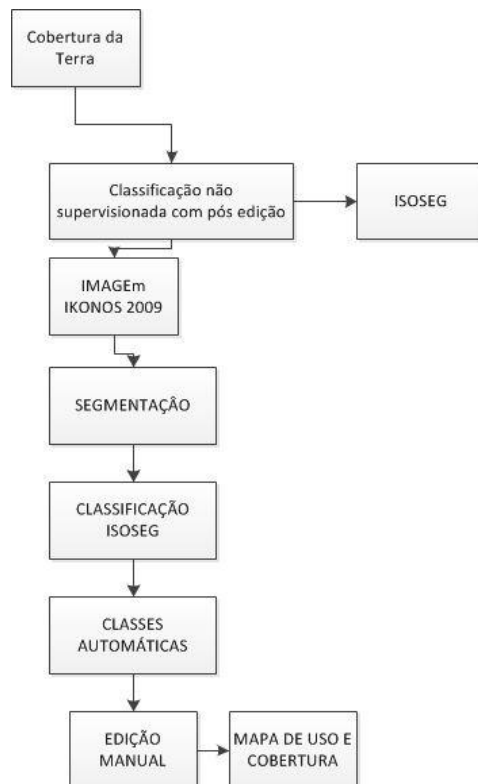 Cobertura da
Terra
Classificação não
supervisionada com pós edição
ISOSEG
IMAGEm
IKONOS 2009
SEGMENTAÇÂO
CLASSIFICAÇÃO
ISOSEG
CLASSES
AUTOMÁTICAS
EDIÇÃO
MANUAL
MAPA DE USO E
COBERTURA